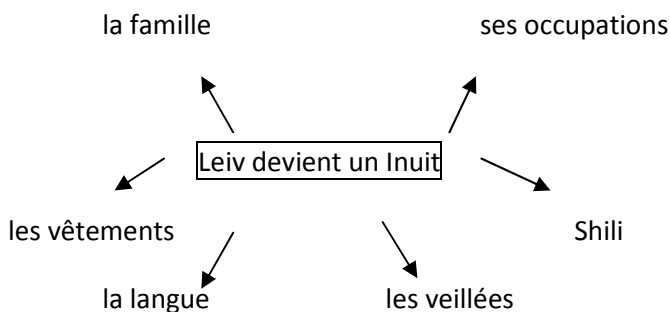 la famille
ses occupations
Leiv devient un Inuit
les vêtements
Shili
la langue
les veillées